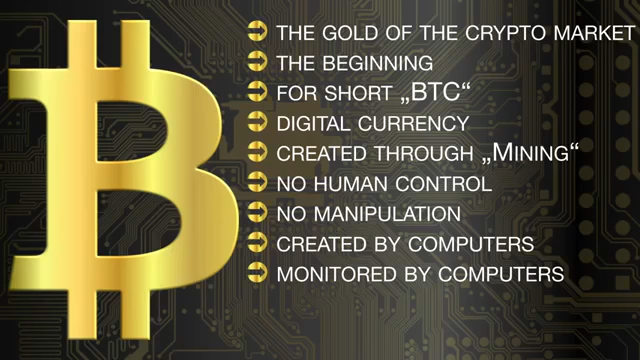 THE GOLD OF THE CRYPTO MARKET
THE BEGINNING
FOR SHORT „BTC“
DIGITAL CURRENCY
CREATED THROUGH „MINING“
NO HUMAN CONTROL
NO MANIPULATION
CREATED BY COMPUTERS
MONITORED BY COMPUTERS